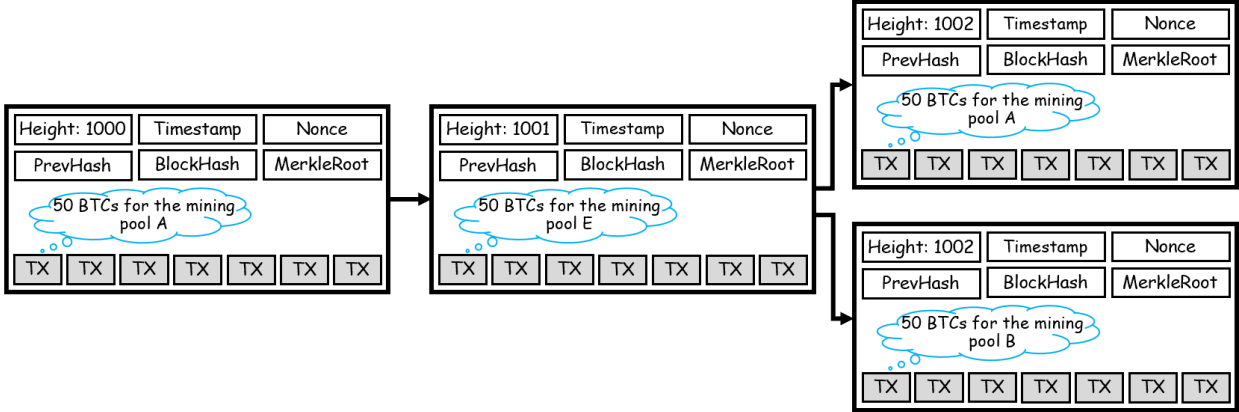 Height: 1000 Timestamp Nonce
PrevHash BlockHash MerkleRoot
50 BTCs for the mining
pool A
TX TX TX TX TX TX TX
Height: 1001 Timestamp Nonce
PrevHash BlockHash MerkleRoot
50 BTCs for the mining
pool E
TX TX TX TX TX TX TX
Height: 1002 Timestamp Nonce
PrevHash BlockHash MerkleRoot
50 BTCs for the mining
pool A
TX TX TX TX TX TX TX
Height: 1002 Timestamp Nonce
PrevHash BlockHash MerkleRoot
50 BTCs for the mining
pool B
TX TX TX TX TX TX TX